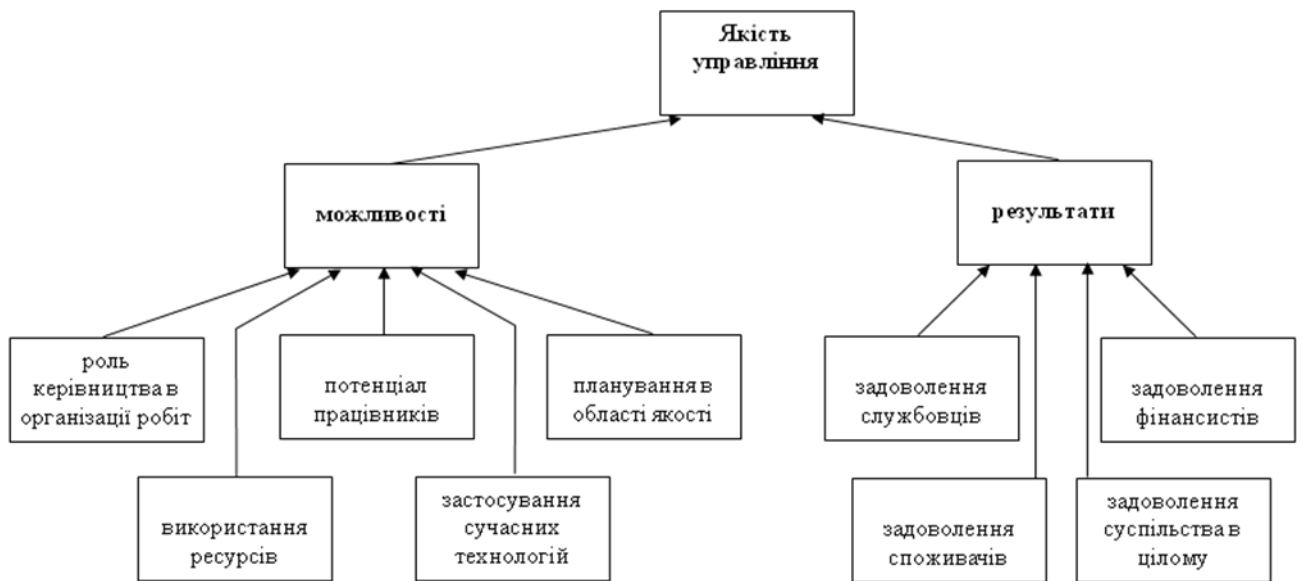 Якість
управління
можливості
результати
роль
керівництва в
організації робіт
потенціал
працівників
планування в
області якості
задоволення
службовців
задоволення
фінансистів
використання
ресурсів
застосування
сучасних
технологій
задоволення
споживачів
задоволення
суспільства в
цілому